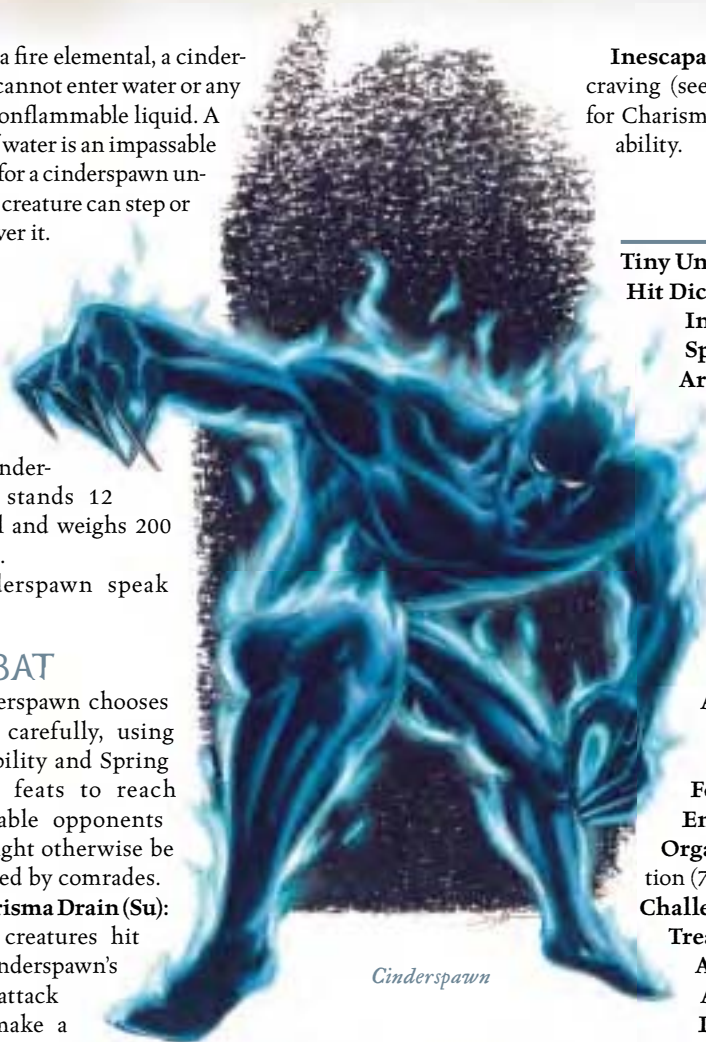 a fire elemental, a cinder-
cannot enter water or any
onflammable liquid. A
water is an impassable
for a cinderspawn un-
creature can step or
ver it.
nder-
stands 12
l and weighs 200
.
derspawn speak
BAT
erspawn chooses
carefully, using
bility and Spring
feats to reach
able opponents
ght otherwise be
ed by comrades.
risma Drain (Su):
creatures hit
nderspawn's
attack
make a
Cinderspawn
Inescapa
craving (see
for Charism
ability.
Tiny Un
Hit Dic
In
Sp
Ar
A
Fo
En
Orga
tion (7
Challe
Trea
A
A